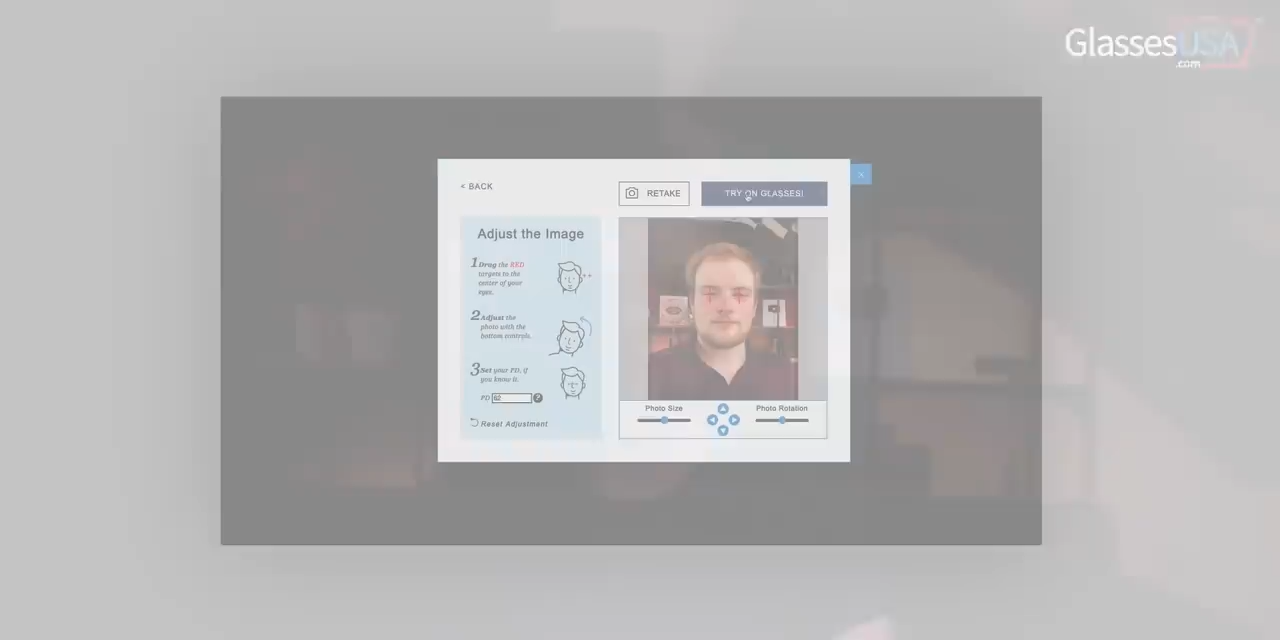 GlassesUSA
.com
< BACK
RETAKE
TRY ON GLASSES!
Adjust the Image
1 Drag the RED
targets to the
center of your
eyes.
2 Adjust the
photo with the
bottom controls.
3 Set your PD, if
you know it.
PD 62 ?
Reset Adjustment
Photo Size
Photo Rotation